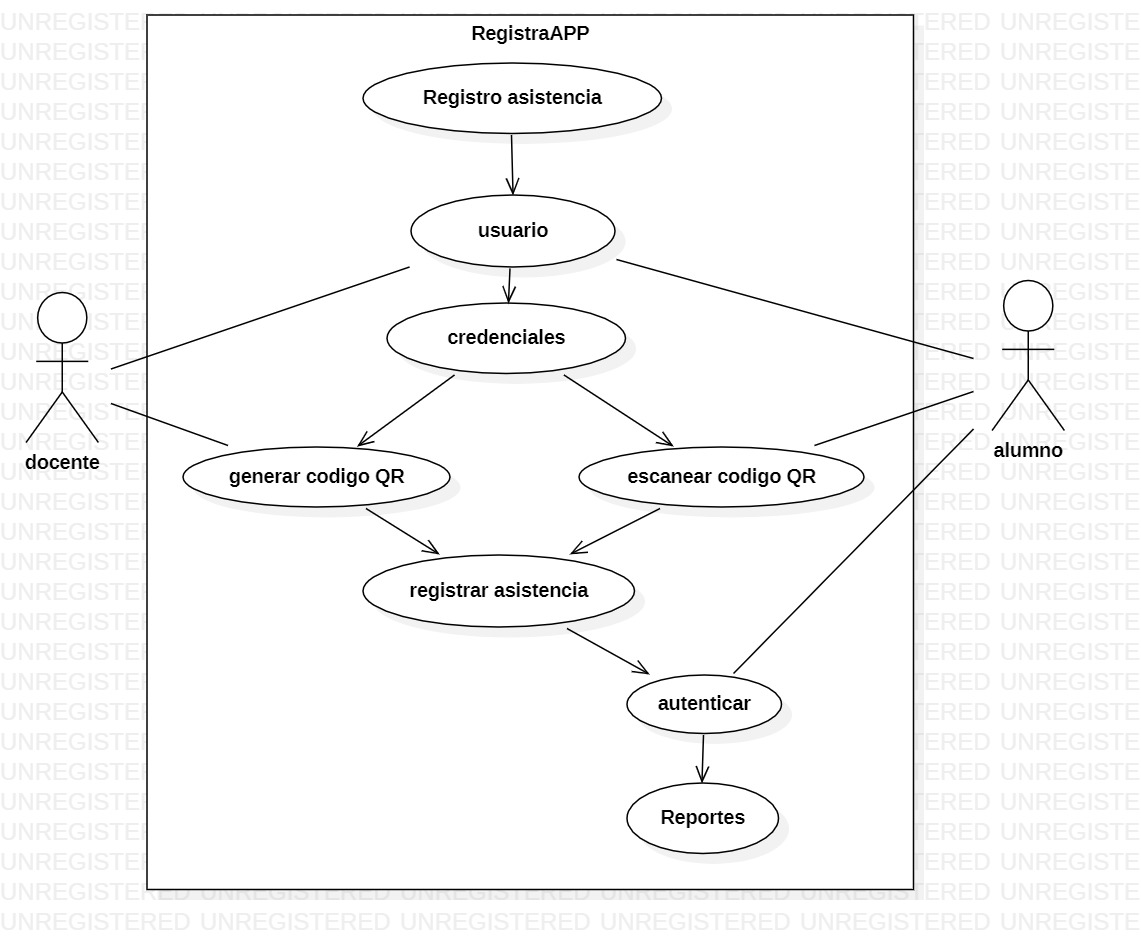 RegistraAPP
Registro asistencia
usuario
credenciales
docente
alumno
generar codigo QR
escanear codigo QR
registrar asistencia
autenticar
Reportes
UNREGISTERED UNREGISTERED UNREGISTERED UNREGISTERED UNREGISTERED UNREGISTE